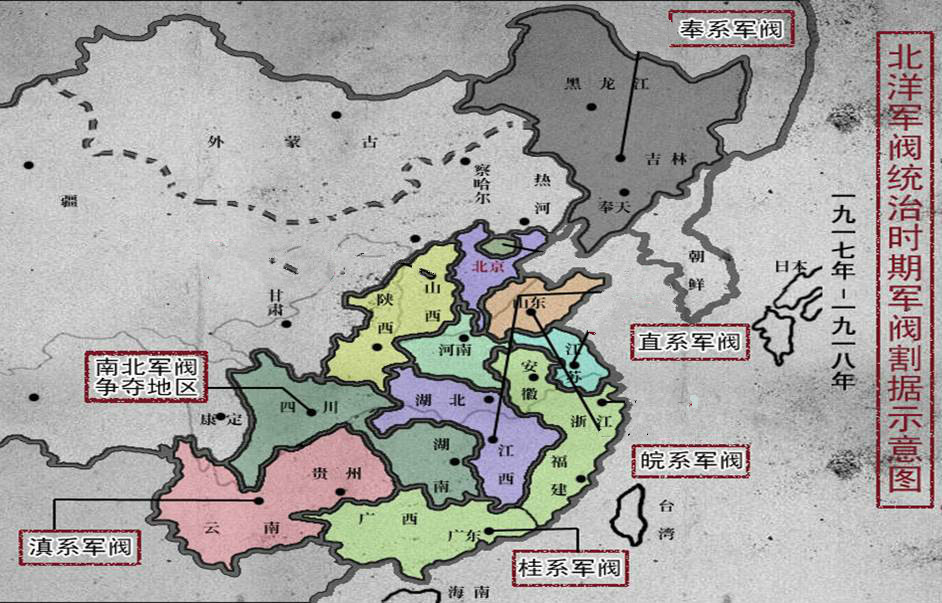 北洋军阀统治时期军阀割据示意图
一九一七年-一九一八年
奉系军阀
黑龙江
外蒙古
吉林
察哈尔
热河
疆
奉天
朝鲜
北京
日本
甘肃
陕西
山西
山东
直系军阀
河南
江苏
安徽
南北军阀
争夺地区
四川
湖北
康定
浙江
湖南
江西
皖系军阀
贵州
福建
云南
广西
广东
台湾
滇系军阀
桂系军阀
海南